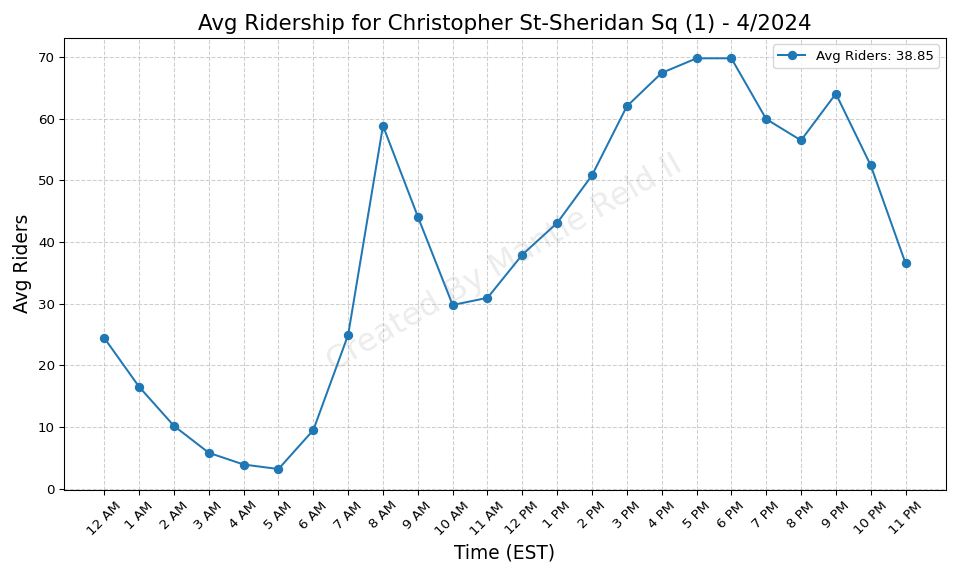 Avg Ridership for Christopher St-Sheridan Sq (1) - 4/2024
Avg Riders: 38.85
70
60
50
40
30
20
10
0
Avg Riders
Created By Mantie Reid II
12 AM
1 AM
2 AM
3 AM
4 AM
5 AM
6 AM
7 AM
8 AM
9 AM
10 AM
11 AM
12 PM
1 PM
2 PM
3 PM
4 PM
5 PM
6 PM
7 PM
8 PM
9 PM
10 PM
11 PM
Time (EST)